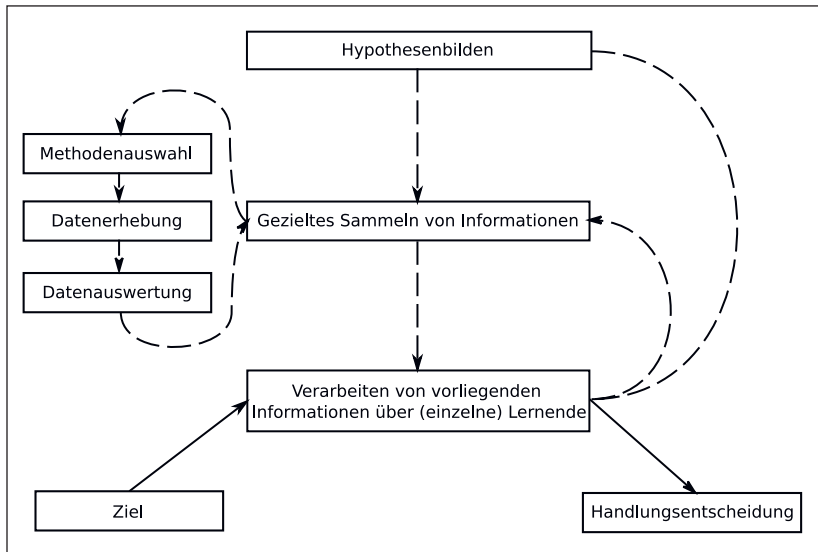 Hypothesenbilden
Methodenauswahl
Datenerhebung
Gezieltes Sammeln von Informationen
Datenauswertung
Verarbeiten von vorliegenden
Informationen über (einzelne) Lernende
Ziel
Handlungsentscheidung